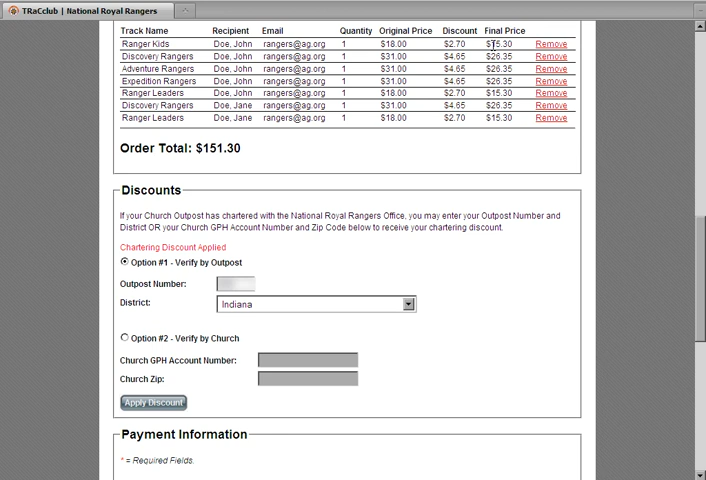 TRaCclub | National Royal Rangers
Track Name Recipient Email Quantity Original Price Discount Final Price
Ranger Kids Doe, John rangers@ag.org 1 $18.00 $2.70 $15.30 Remove
Discovery Rangers Doe, John rangers@ag.org 1 $31.00 $4.65 $26.35 Remove
Adventure Rangers Doe, John rangers@ag.org 1 $31.00 $4.65 $26.35 Remove
Expedition Rangers Doe, John rangers@ag.org 1 $31.00 $4.65 $26.35 Remove
Ranger Leaders Doe, John rangers@ag.org 1 $18.00 $2.70 $15.30 Remove
Discovery Rangers Doe, Jane rangers@ag.org 1 $31.00 $4.65 $26.35 Remove
Ranger Leaders Doe, Jane rangers@ag.org 1 $18.00 $2.70 $15.30 Remove
Order Total: $151.30
Discounts
If your Church Outpost has chartered with the National Royal Rangers Office, you may enter your Outpost Number and
District OR your Church GPH Account Number and Zip Code below to receive your chartering discount.
Chartering Discount Applied
Option #1 - Verify by Outpost
Outpost Number:
District: Indiana
Option #2 - Verify by Church
Church GPH Account Number:
Church Zip:
Apply Discount
Payment Information
* = Required Fields.